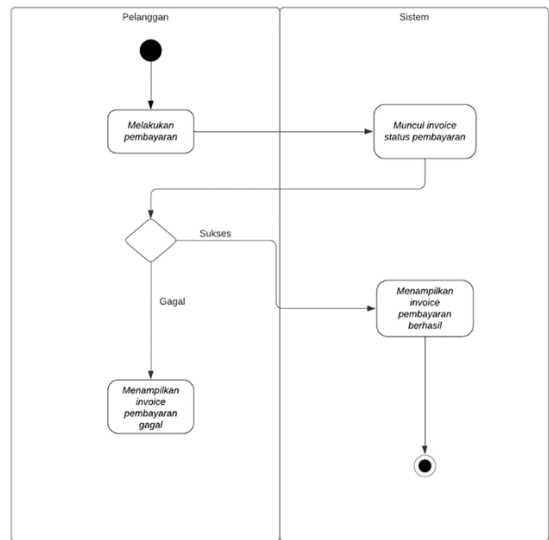 Pelanggan
Sistem
Melakukan
pembayaran
Muncul invoice
status pembayaran
Sukses
Gagal
Menampilkan
invoice
pembayaran
berhasil
Menampilkan
invoice
pembayaran
gagal